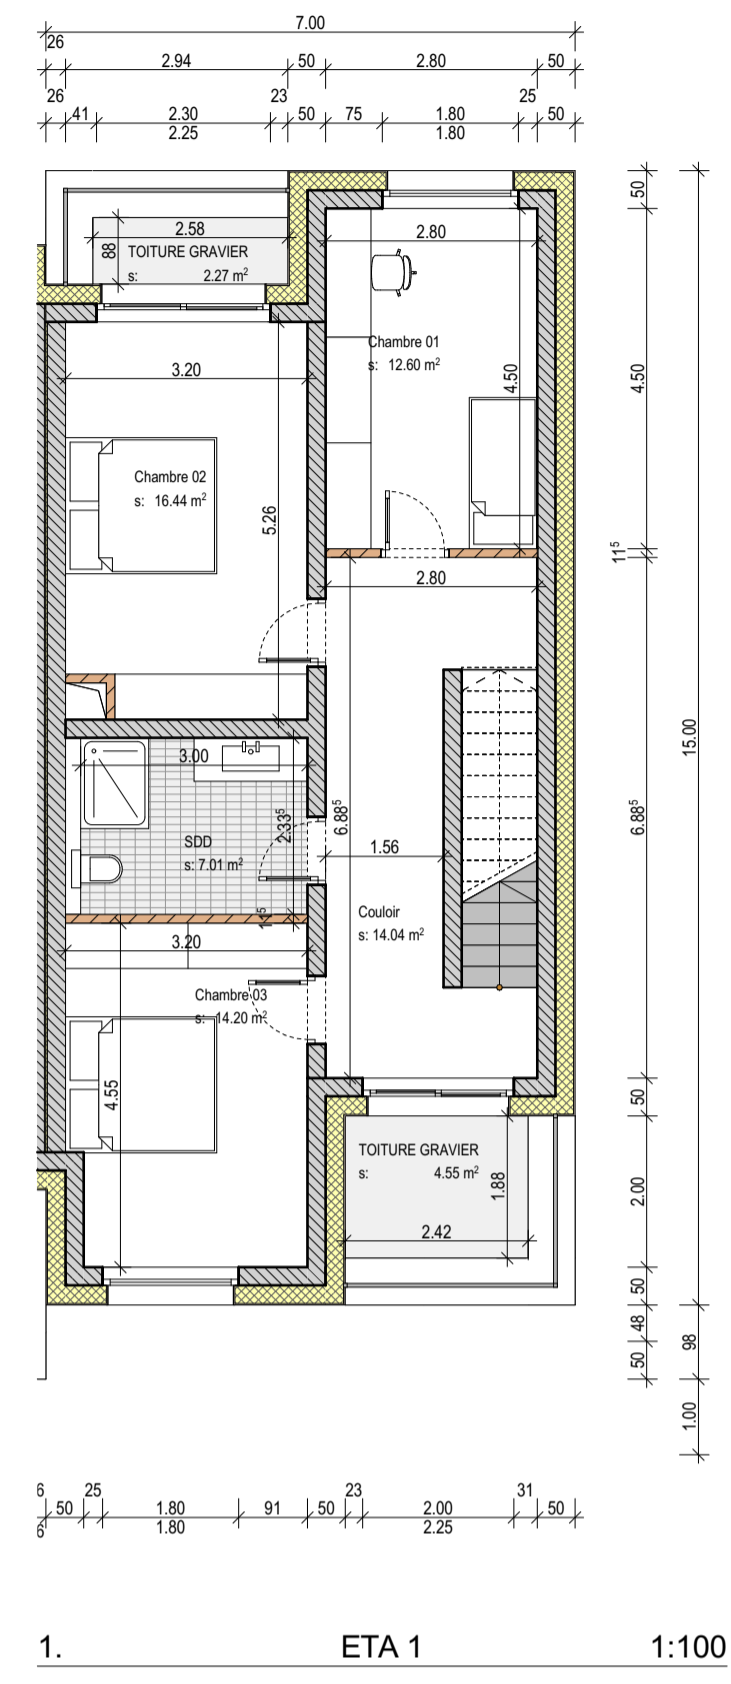 7.00
26
2.94 50 2.80 50
26 23 25
41 2.30 50 75 1.80 50
2.25 1.80
50
2.58
88
TOITURE GRAVIER
s: 2.27 m²
2.80
Chambre 01
s: 12.60 m²
3.20
4.50
4.50
Chambre 02
s: 16.44 m²
5.26
11⁵
2.80
15.00
3.00
6.88⁵
6.88⁵
2.33⁵
SDD
s: 7.01 m²
1.56
Couloir
s: 14.04 m²
11⁵
3.20
Chambre 03
s: 14.20 m²
4.55
50
TOITURE GRAVIER
s: 4.55 m²
1.88
2.00
2.42
50
48
98
50
1.00
6 25 23 31
50 1.80 91 50 2.00 50
6 1.80 2.25
1. ETA 1 1:100